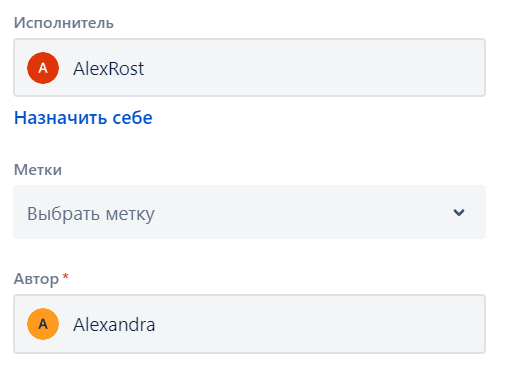 Исполнитель
A AlexRost
Назначить себе
Метки
Выбрать метку
Автор *
A Alexandra